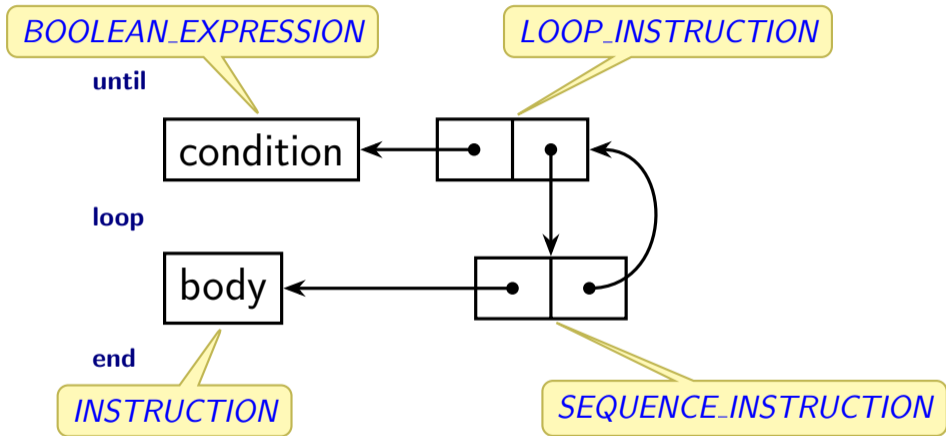 BOOLEAN_EXPRESSION
LOOP_INSTRUCTION
until
condition
loop
body
end
INSTRUCTION
SEQUENCE_INSTRUCTION